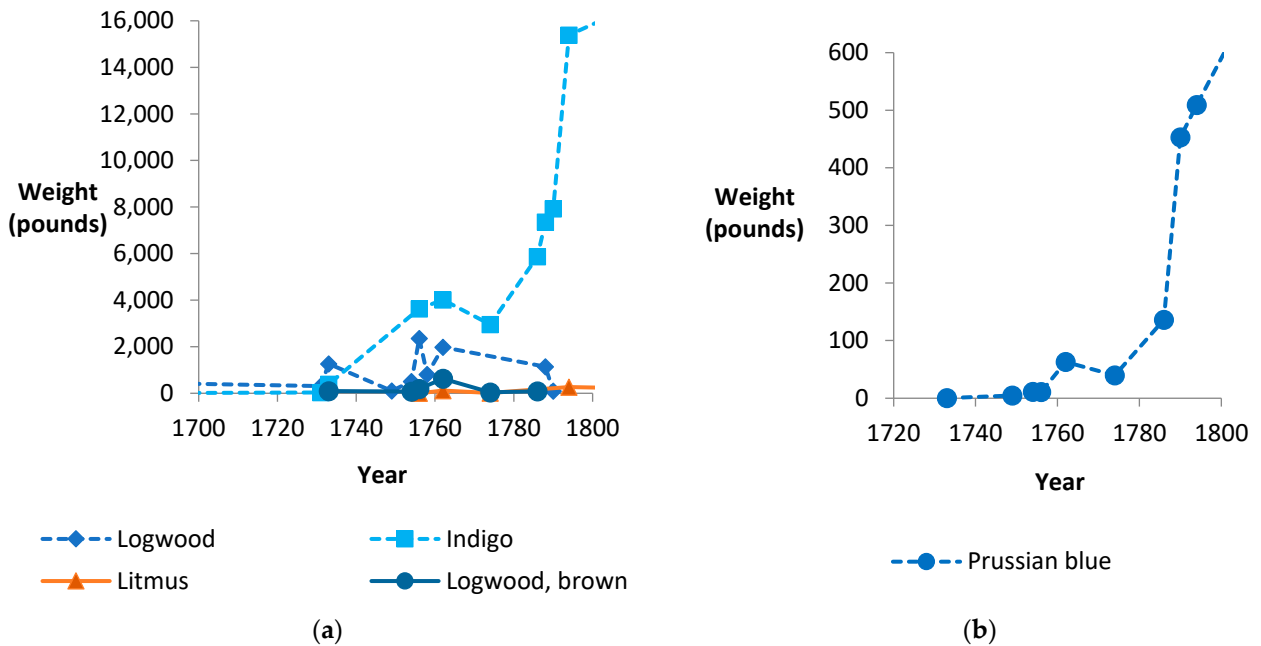 16,000
14,000
12,000
10,000
8,000
6,000
4,000
2,000
0
Weight
(pounds)
1700 1720 1740 1760 1780 1800
Year
Logwood Indigo
Litmus Logwood, brown
(a)
600
500
400
300
200
100
0
Weight
(pounds)
1720 1740 1760 1780 1800
Year
Prussian blue
(b)